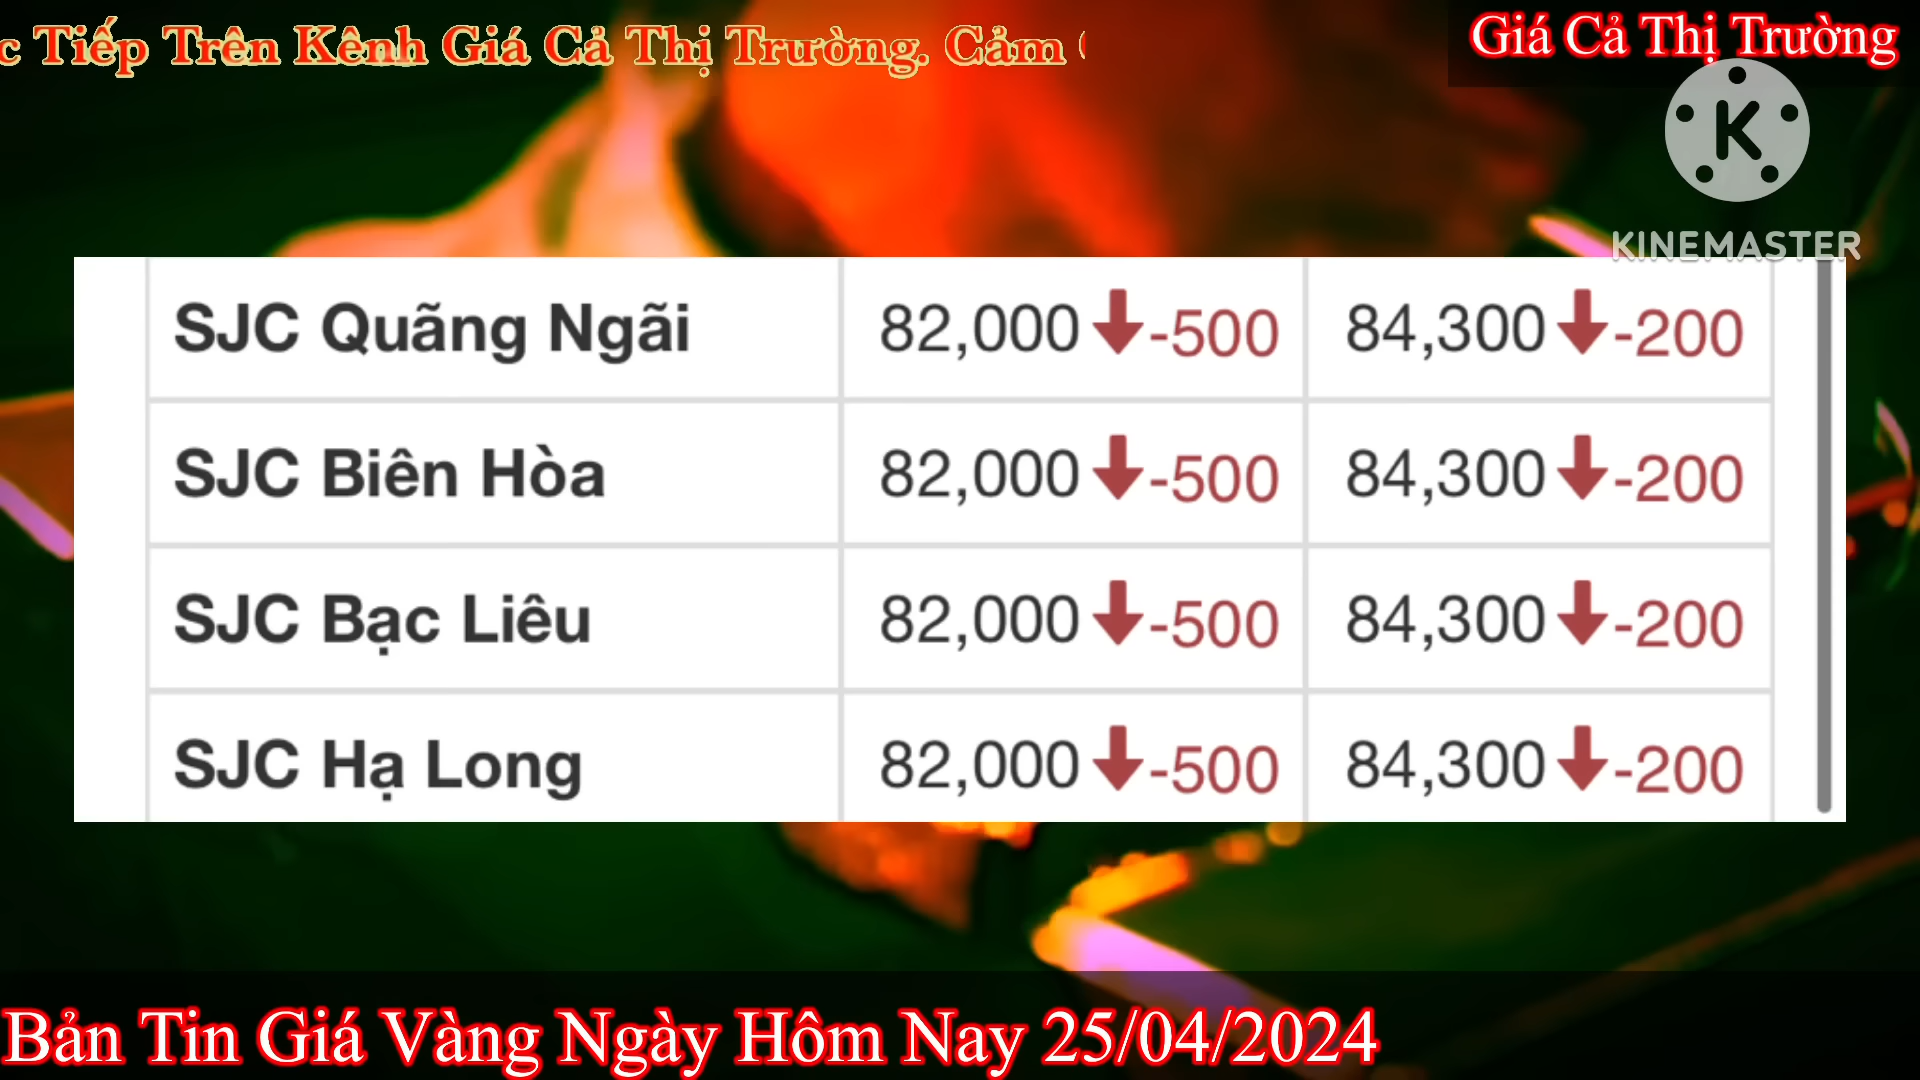 c Tiếp Trên Kênh Giá Cả Thị Trường. Cảm
Giá Cả Thị Trường
K
KINEMASTER
SJC Quãng Ngãi 82,000 -500 84,300 -200
SJC Biên Hòa 82,000 -500 84,300 -200
SJC Bạc Liêu 82,000 -500 84,300 -200
SJC Hạ Long 82,000 -500 84,300 -200
Bản Tin Giá Vàng Ngày Hôm Nay 25/04/2024